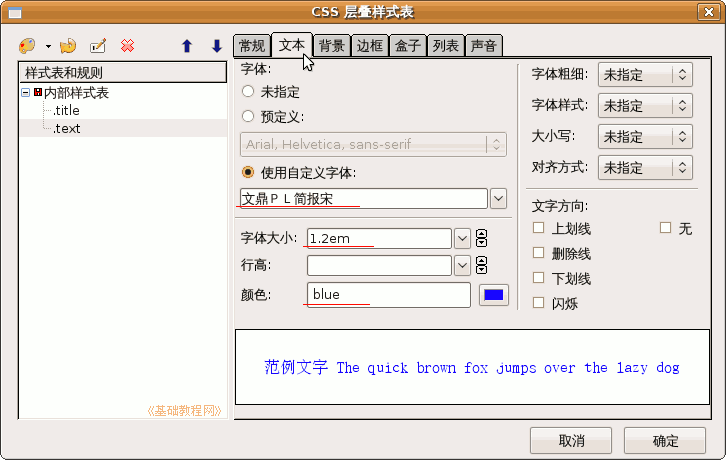 CSS 层叠样式表
常规 文本 背景 边框 盒子 列表 声音
样式表和规则
内部样式表
.title
.text
《基础教程网》
字体:
未指定
预定义:
Arial, Helvetica, sans-serif
使用自定义字体:
文鼎ＰＬ简报宋
字体大小: 1.2em
行高:
颜色: blue
字体粗细: 未指定
字体样式: 未指定
大小写: 未指定
对齐方式: 未指定
文字方向:
上划线 无
删除线
下划线
闪烁
范例文字 The quick brown fox jumps over the lazy dog
取消 确定